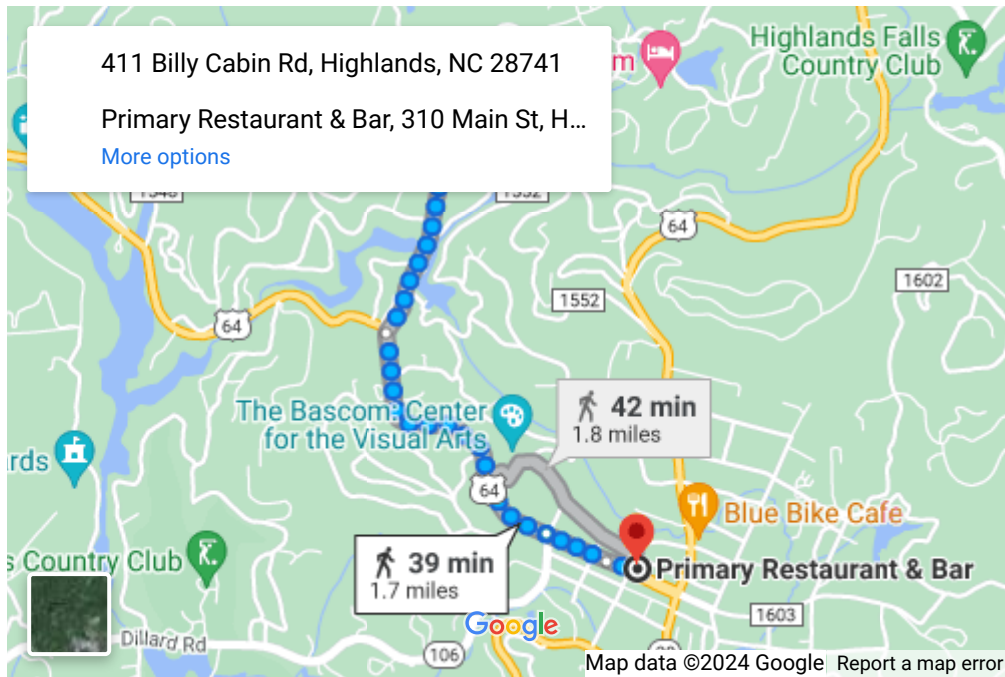 411 Billy Cabin Rd, Highlands, NC 28741
Primary Restaurant & Bar, 310 Main St, H...
More options
m
Highlands Falls
Country Club
64
1552
1602
64
The Bascom: Center
for the Visual Arts
42 min
1.8 miles
rds
64
Blue Bike Cafe
s Country Club
39 min
1.7 miles
Primary Restaurant & Bar
1603
Google
Dillard Rd
106
Map data ©2024 Google
Report a map error